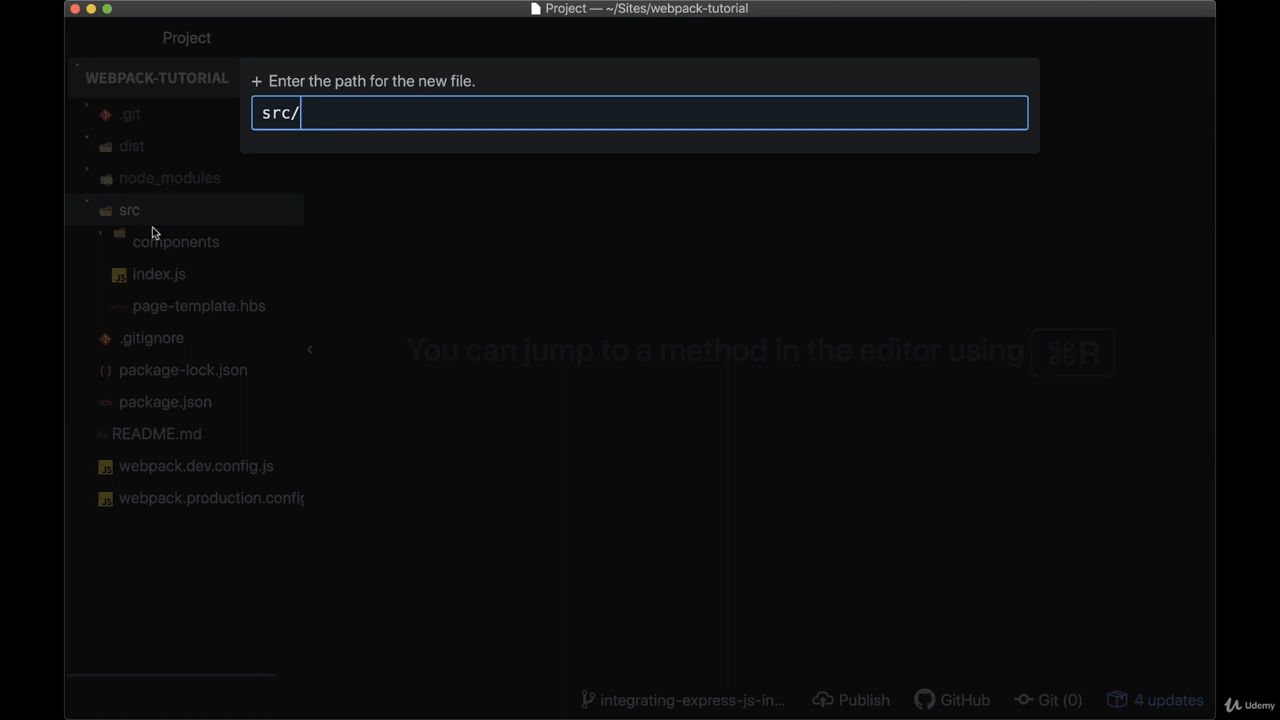 Project — ~/Sites/webpack-tutorial
Project
WEBPACK-TUTORIAL
+ Enter the path for the new file.
src/
.git
dist
node_modules
src
components
JS index.js
page-template.hbs
.gitignore
{} package-lock.json
package.json
README.md
JS webpack.dev.config.js
JS webpack.production.config
You can jump to a method in the editor using ⌘R
integrating-express-js-in... Publish GitHub Git (0) 4 updates
Udemy